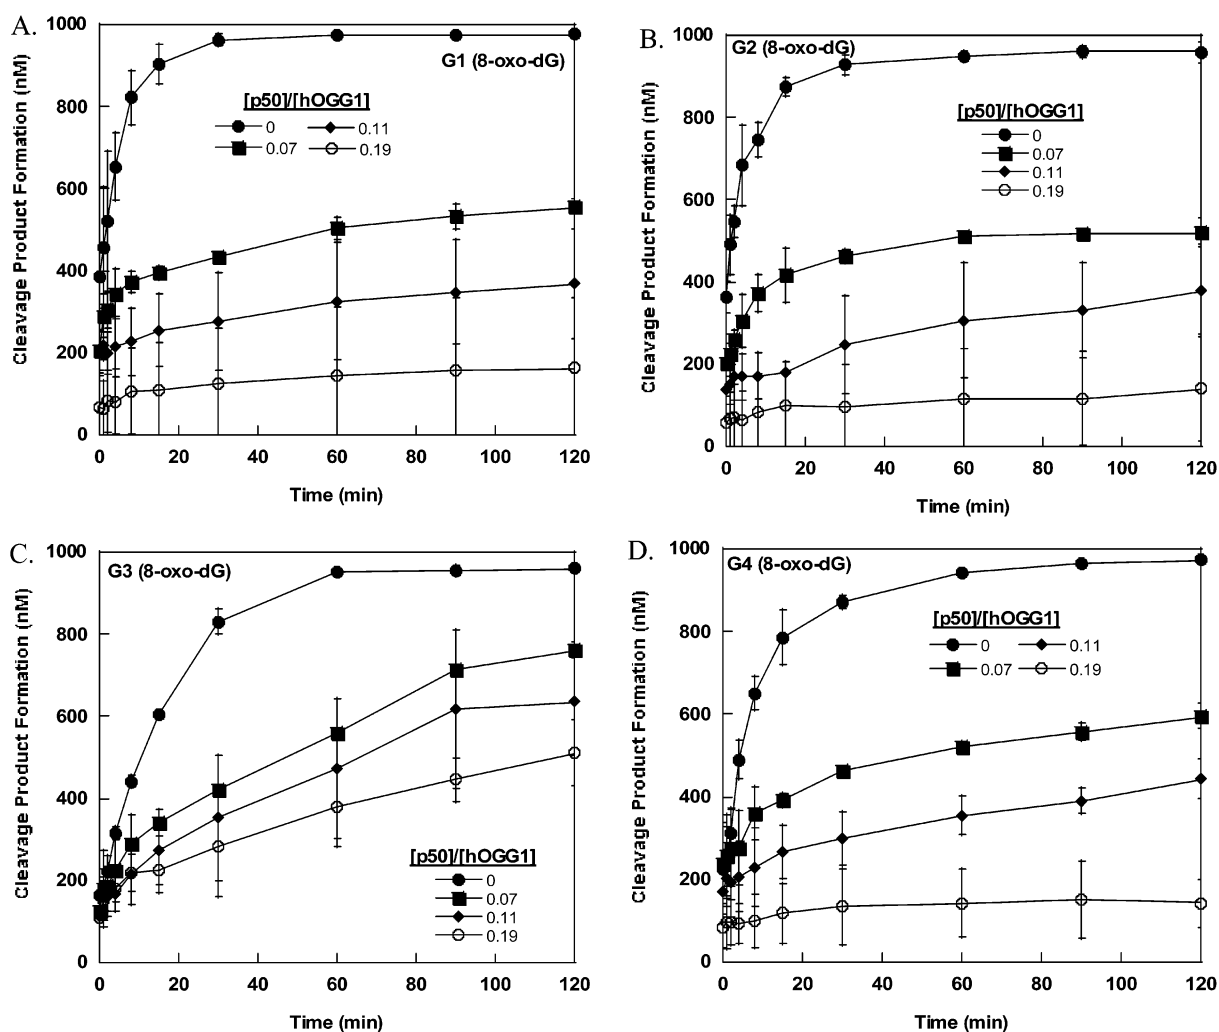 A.
G1 (8-oxo-dG)
[p50]/[hOGG1]
0 0.11
0.07 0.19
Cleavage Product Formation (nM)
1000
800
600
400
200
0
0 20 40 60 80 100 120
Time (min)
B.
G2 (8-oxo-dG)
[p50]/[hOGG1]
0
0.07
0.11
0.19
Cleavage Product Formation (nM)
1000
800
600
400
200
0
0 20 40 60 80 100 120
Time (min)
C.
G3 (8-oxo-dG)
[p50]/[hOGG1]
0
0.07
0.11
0.19
Cleavage Product Formation (nM)
1000
800
600
400
200
0
0 20 40 60 80 100 120
Time (min)
D.
G4 (8-oxo-dG)
[p50]/[hOGG1]
0 0.11
0.07 0.19
Cleavage Product Formation (nM)
1000
800
600
400
200
0
0 20 40 60 80 100 120
Time (min)